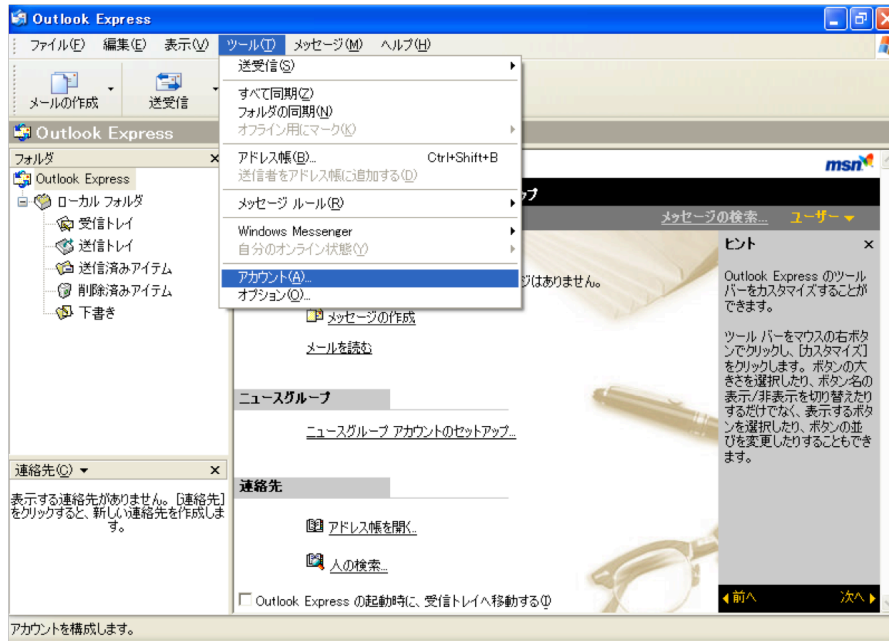 Outlook Express
ファイル(F) 編集(E) 表示(V) ツール(T) メッセージ(M) ヘルプ(H)
メールの作成 送受信
送受信(S)
すべて同期(Z)
フォルダの同期(N)
オフライン用にマーク(K)
アドレス帳(B)... Ctrl+Shift+B
送信者をアドレス帳に追加する(D)
メッセージ ルール(R)
Windows Messenger
自分のオンライン状態(Y)
アカウント(A)...
オプション(O)...
Outlook Express
フォルダ
Outlook Express
ローカル フォルダ
受信トレイ
送信トレイ
送信済みアイテム
削除済みアイテム
下書き
連絡先(C)
表示する連絡先がありません。[連絡先]
をクリックすると、新しい連絡先を作成しま
す。
msn
メッセージの検索... ユーザー
はありません。
メッセージの作成
メールを読む
ニュースグループ
ニュースグループ アカウントのセットアップ...
連絡先
アドレス帳を開く...
人の検索...
Outlook Express の起動時に、受信トレイへ移動する(I)
ヒント
Outlook Express のツール
バーをカスタマイズすることが
できます。
ツール バーをマウスの右ボタ
ンでクリックし、[カスタマイズ]
をクリックします。ボタンの大
きさを選択したり、ボタン名の
表示/非表示を切り替えたり
するだけでなく、表示するボタ
ンを選択したり、ボタンの並
びを変更したりすることもでき
ます。
前へ 次へ
アカウントを構成します。